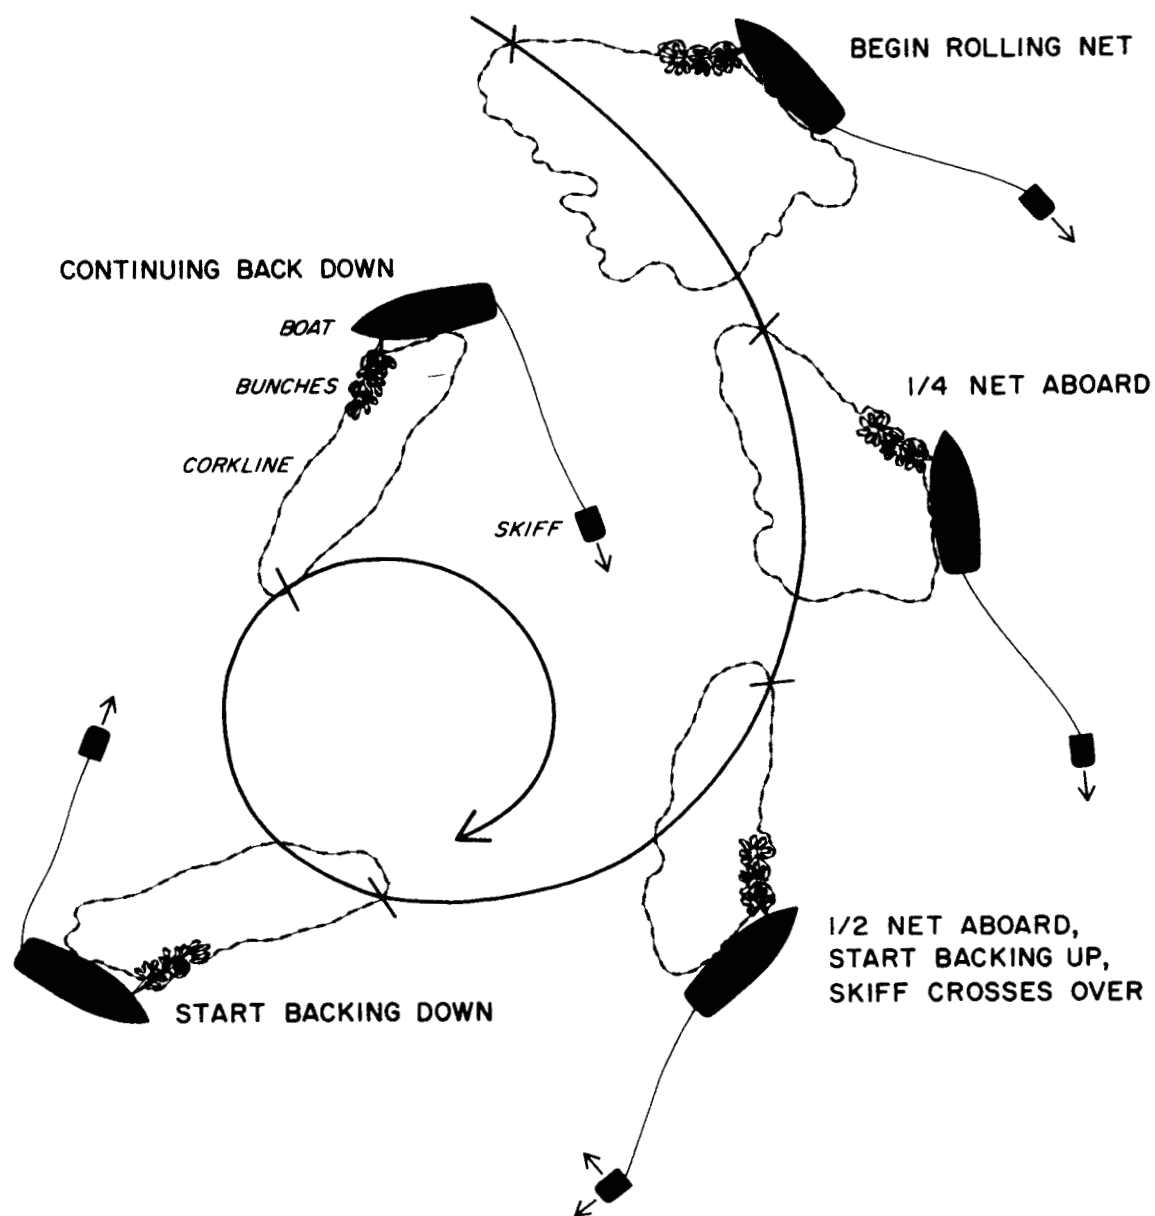 BEGIN ROLLING NET
CONTINUING BACK DOWN
BOAT
BUNCHES
1/4 NET ABOARD
CORKLINE
SKIFF
1/2 NET ABOARD,
START BACKING UP,
SKIFF CROSSES OVER
START BACKING DOWN